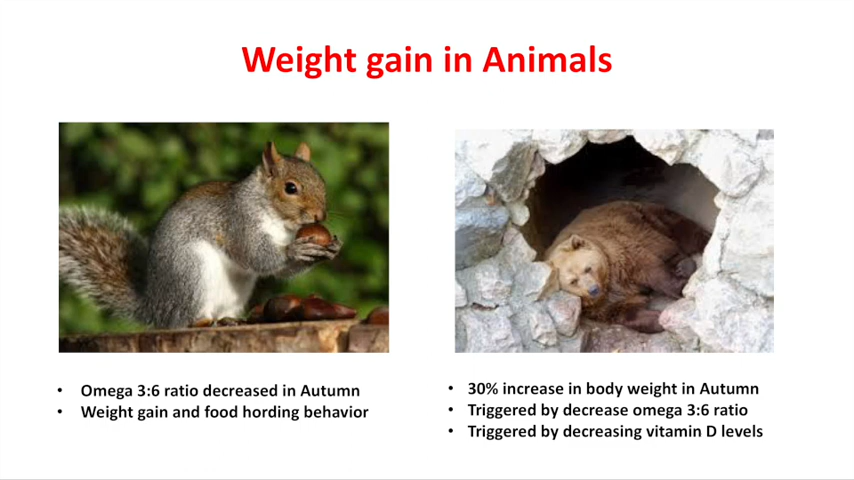 Weight gain in Animals
• Omega 3:6 ratio decreased in Autumn
• Weight gain and food hording behavior
• 30% increase in body weight in Autumn
• Triggered by decrease omega 3:6 ratio
• Triggered by decreasing vitamin D levels